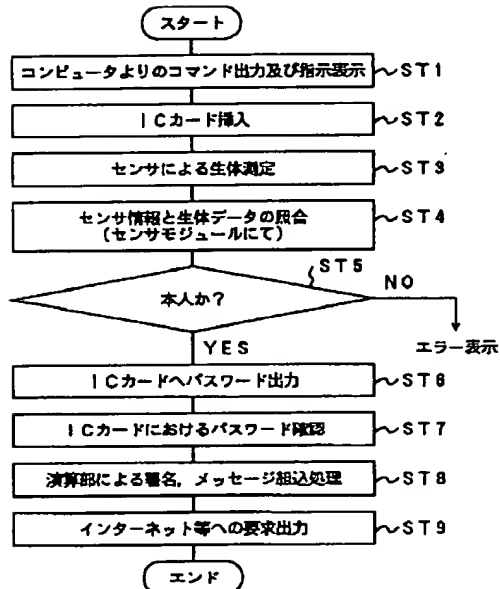 スタート
コンピュータよりのコマンド出力及び指示表示 ST1
ICカード挿入 ST2
センサによる生体測定 ST3
センサ情報と生体データの照合 ST4
(センサモジュールにて)
ST5
本人か? NO
エラー表示
YES
ICカードへパスワード出力 ST6
ICカードにおけるパスワード確認 ST7
演算部による署名,メッセージ組込処理 ST8
インターネット等への要求出力 ST9
エンド